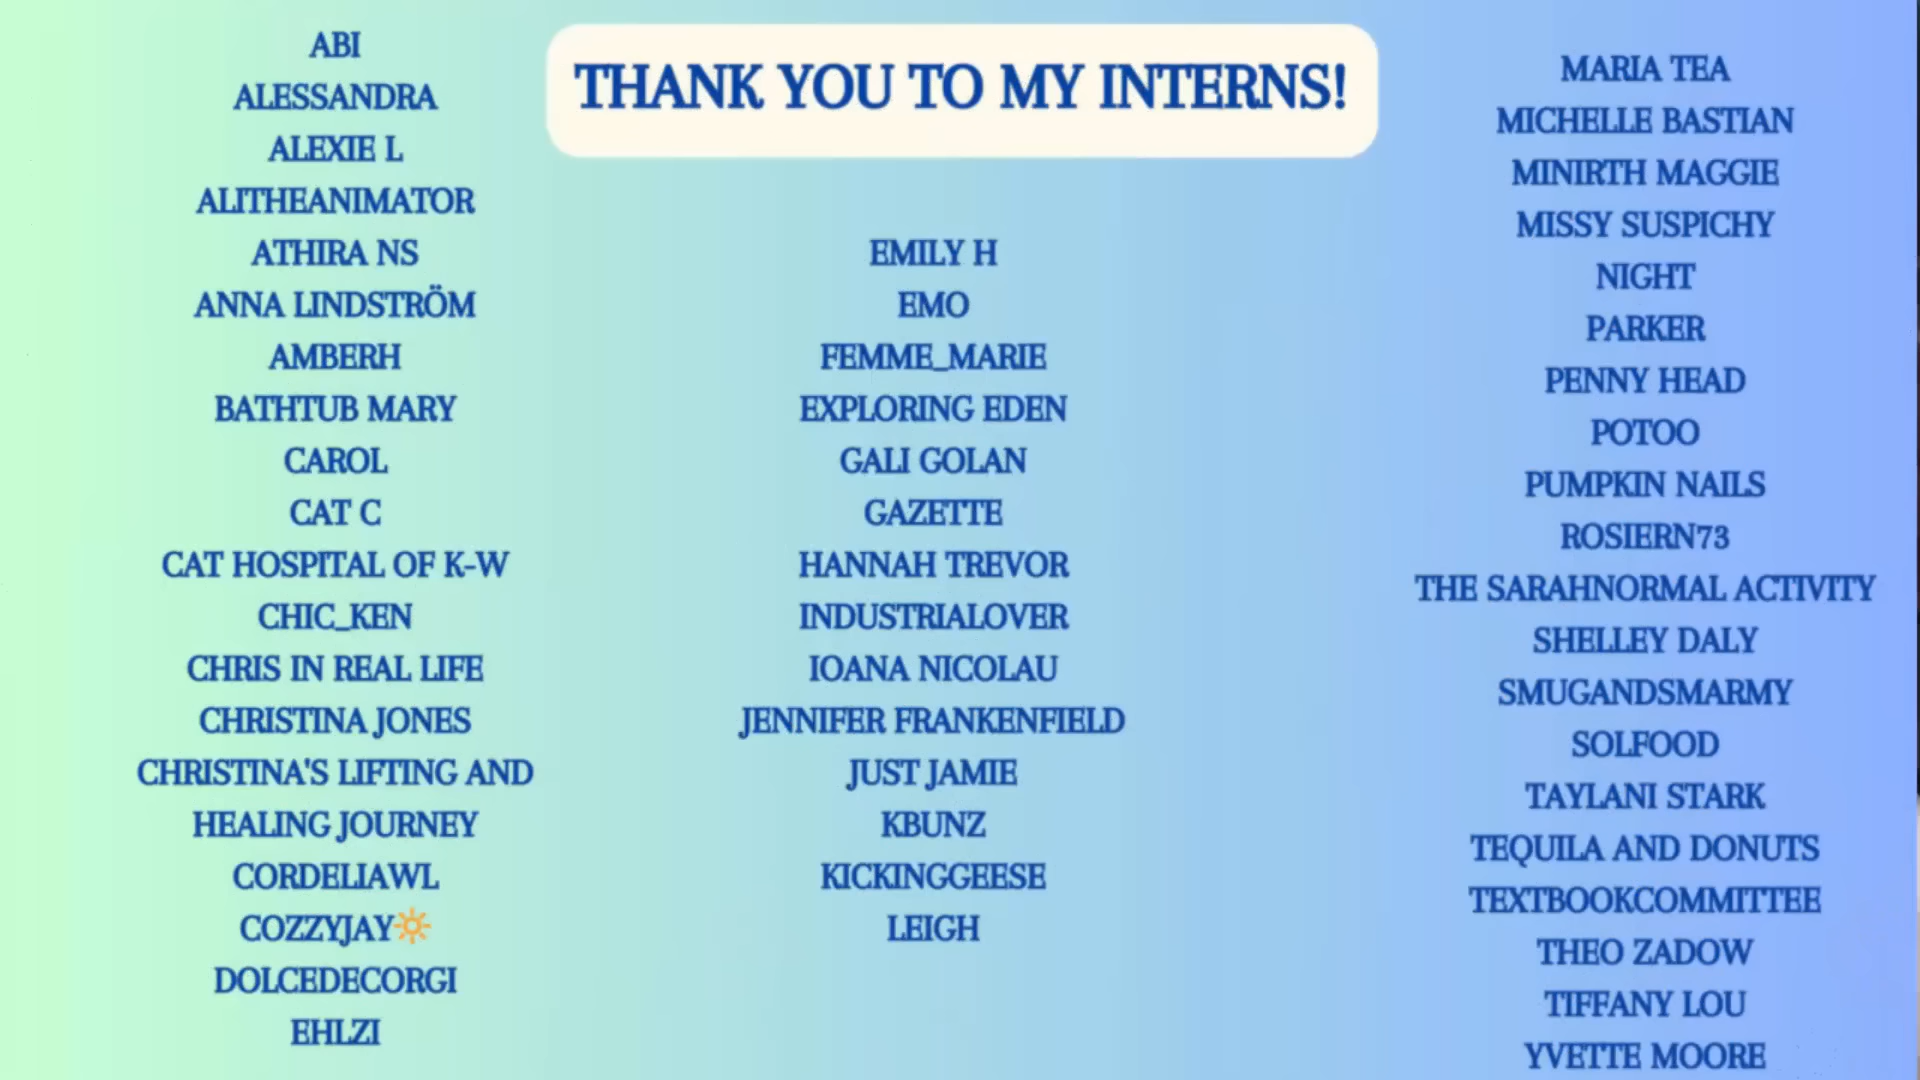 THANK YOU TO MY INTERNS!
ABI
ALESSANDRA
ALEXIE L
ALITHEANIMATOR
ATHIRA NS
ANNA LINDSTRÖM
AMBERH
BATHTUB MARY
CAROL
CAT C
CAT HOSPITAL OF K-W
CHIC_KEN
CHRIS IN REAL LIFE
CHRISTINA JONES
CHRISTINA'S LIFTING AND
HEALING JOURNEY
CORDELIAWL
COZZYJAY🔆
DOLCEDECORGI
EHLZI
EMILY H
EMO
FEMME_MARIE
EXPLORING EDEN
GALI GOLAN
GAZETTE
HANNAH TREVOR
INDUSTRIALOVER
IOANA NICOLAU
JENNIFER FRANKENFIELD
JUST JAMIE
KBUNZ
KICKINGGEESE
LEIGH
MARIA TEA
MICHELLE BASTIAN
MINIRTH MAGGIE
MISSY SUSPICHY
NIGHT
PARKER
PENNY HEAD
POTOO
PUMPKIN NAILS
ROSIERN73
THE SARAHNORMAL ACTIVITY
SHELLEY DALY
SMUGANDSMARMY
SOLFOOD
TAYLANI STARK
TEQUILA AND DONUTS
TEXTBOOKCOMMITTEE
THEO ZADOW
TIFFANY LOU
YVETTE MOORE